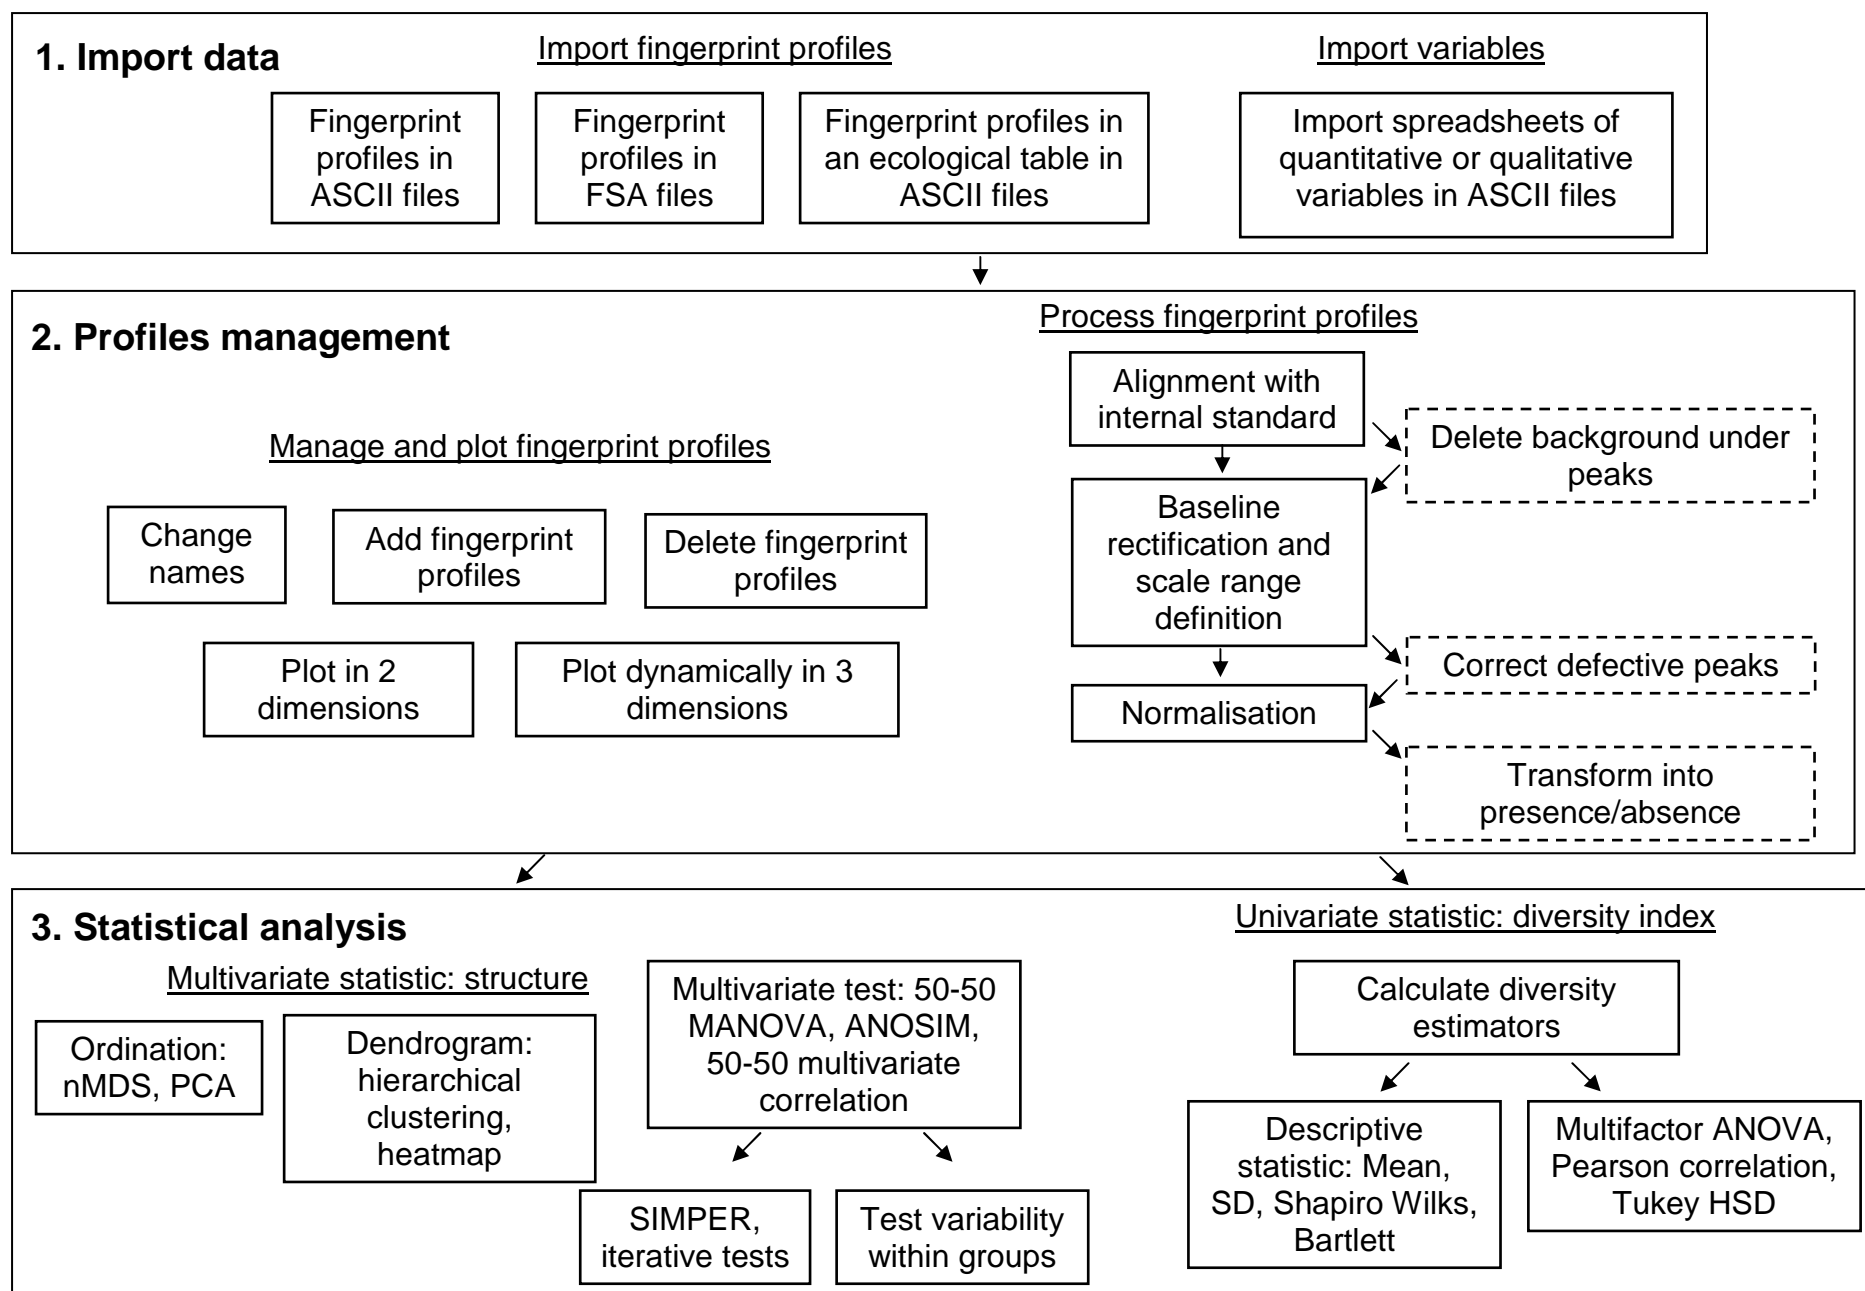 1. Import data
Import fingerprint profiles
Import variables
Fingerprint
profiles in
ASCII files
Fingerprint
profiles in
FSA files
Fingerprint profiles in
an ecological table in
ASCII files
Import spreadsheets of
quantitative or qualitative
variables in ASCII files
2. Profiles management
Manage and plot fingerprint profiles
Change
names
Add fingerprint
profiles
Delete fingerprint
profiles
Plot in 2
dimensions
Plot dynamically in 3
dimensions
Process fingerprint profiles
Alignment with
internal standard
Delete background under
peaks
Baseline
rectification and
scale range
definition
Correct defective peaks
Normalisation
Transform into
presence/absence
3. Statistical analysis
Multivariate statistic: structure
Ordination:
nMDS, PCA
Dendrogram:
hierarchical
clustering,
heatmap
Multivariate test: 50-50
MANOVA, ANOSIM,
50-50 multivariate
correlation
SIMPER,
iterative tests
Test variability
within groups
Univariate statistic: diversity index
Calculate diversity
estimators
Descriptive
statistic: Mean,
SD, Shapiro Wilks,
Bartlett
Multifactor ANOVA,
Pearson correlation,
Tukey HSD